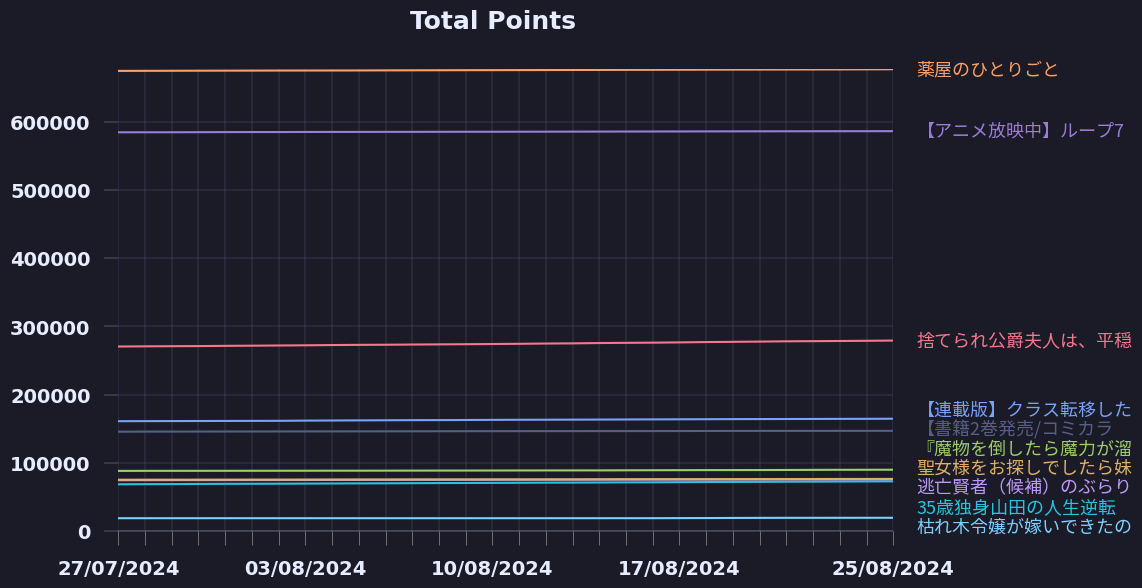 Total Points
薬屋のひとりごと
600000
【アニメ放映中】ループ7
500000
400000
300000
捨てられ公爵夫人は、平穏
200000
【連載版】クラス転移した
【書籍2巻発売/コミカラ
『魔物を倒したら魔力が溜
100000
聖女様をお探しでしたら妹
逃亡賢者（候補）のぶらり
35歳独身山田の人生逆転
枯れ木令嬢が嫁いできたの
0
27/07/2024 03/08/2024 10/08/2024 17/08/2024 25/08/2024